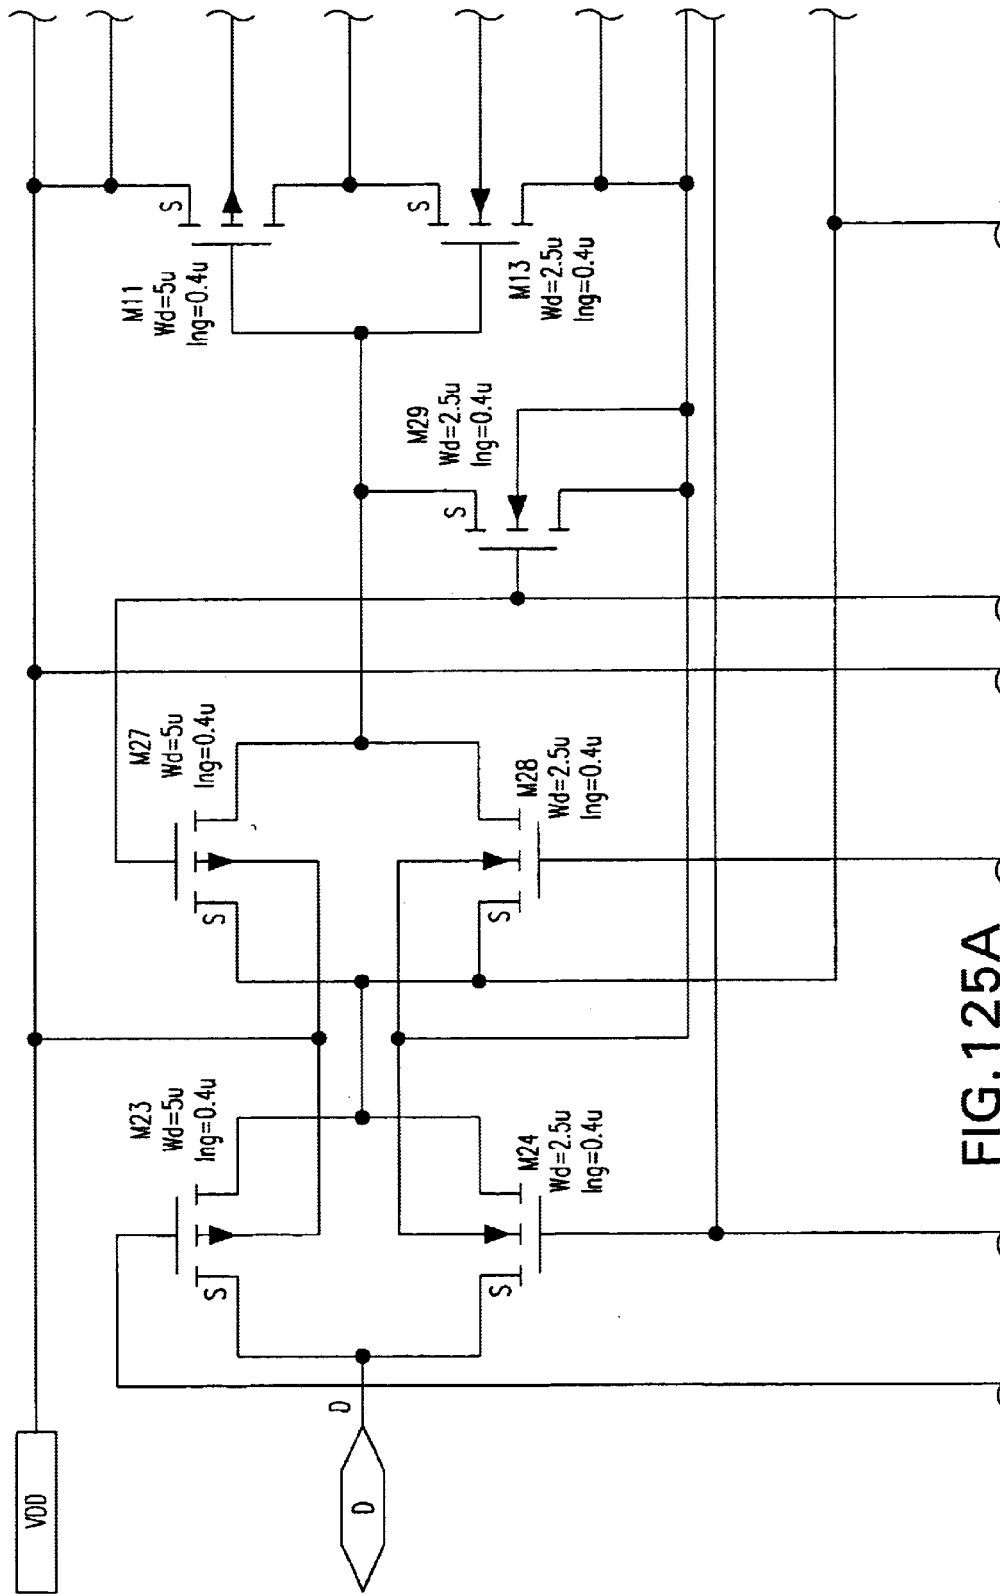 VDD
D
D
M23
Wd=5u
lng=0.4u
S
M24
Wd=2.5u
lng=0.4u
S
M27
Wd=5u
lng=0.4u
S
M28
Wd=2.5u
lng=0.4u
S
M29
Wd=2.5u
lng=0.4u
S
M11
Wd=5u
lng=0.4u
S
M13
Wd=2.5u
lng=0.4u
S
FIG.125A